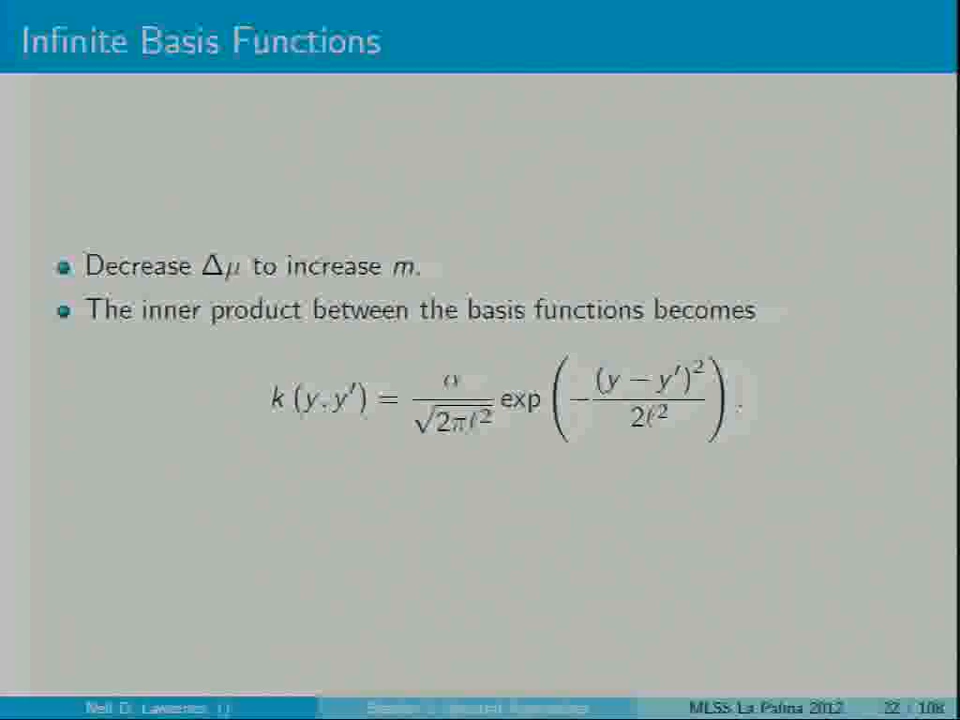 Infinite Basis Functions
Decrease Δμ to increase m.
The inner product between the basis functions becomes
k (y, y′) = α / √2πℓ² exp ( − (y − y′)² / 2ℓ² ) .
Neil D. Lawrence ()
MLSS La Palma 2012 22 / 108